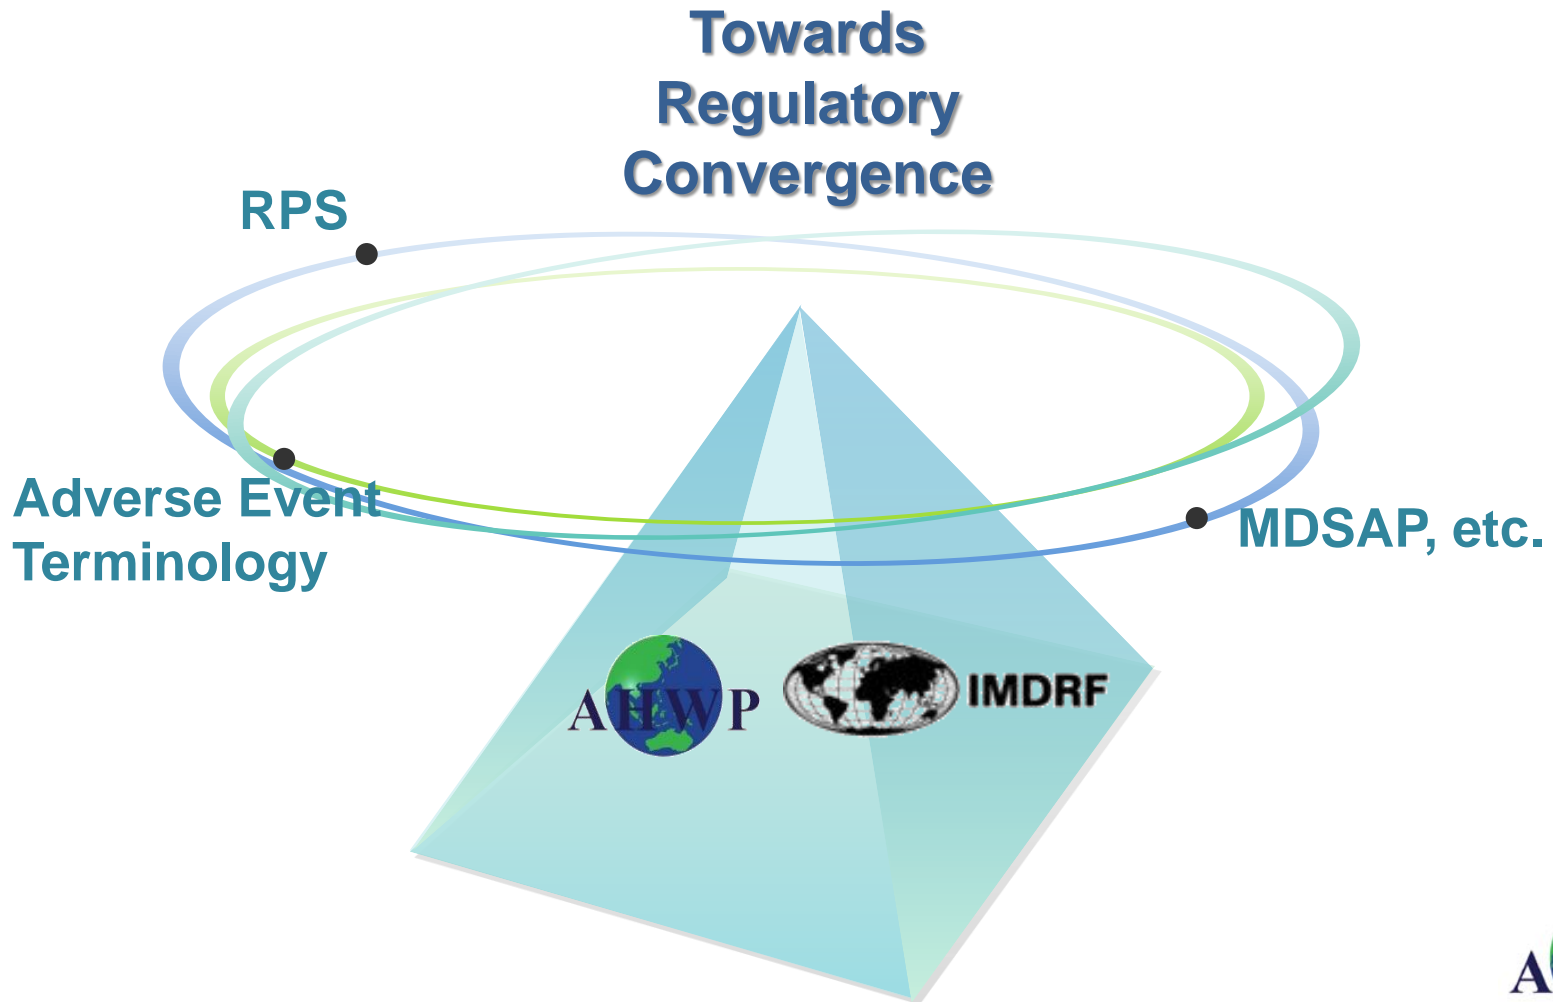 Towards
Regulatory
Convergence
RPS
Adverse Event
Terminology
MDSAP, etc.
AHWP
IMDRF
A